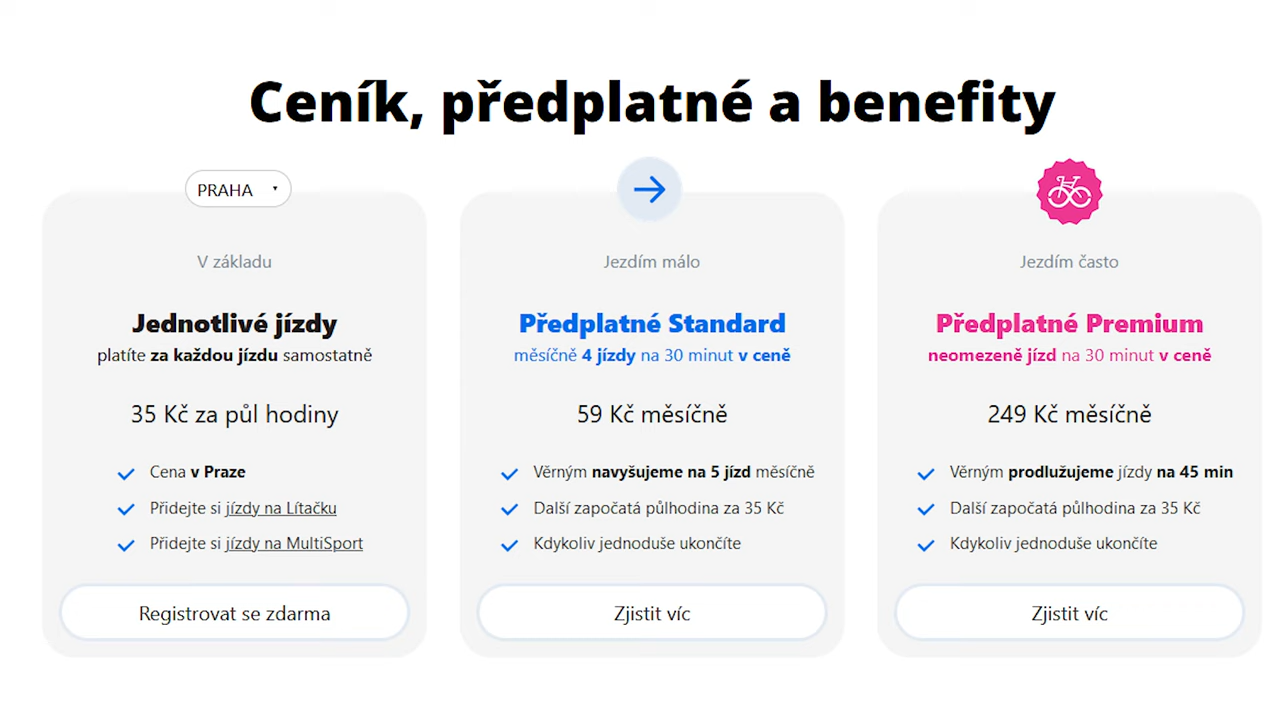 Ceník, předplatné a benefity
PRAHA
V základu
Jednotlivé jízdy
platíte za každou jízdu samostatně
35 Kč za půl hodiny
Cena v Praze
Přidejte si jízdy na Lítačku
Přidejte si jízdy na MultiSport
Registrovat se zdarma
Jezdím málo
Předplatné Standard
měsíčně 4 jízdy na 30 minut v ceně
59 Kč měsíčně
Věrným navyšujeme na 5 jízd měsíčně
Další započatá půlhodina za 35 Kč
Kdykoliv jednoduše ukončíte
Zjistit víc
Jezdím často
Předplatné Premium
neomezeně jízd na 30 minut v ceně
249 Kč měsíčně
Věrným prodlužujeme jízdy na 45 min
Další započatá půlhodina za 35 Kč
Kdykoliv jednoduše ukončíte
Zjistit víc